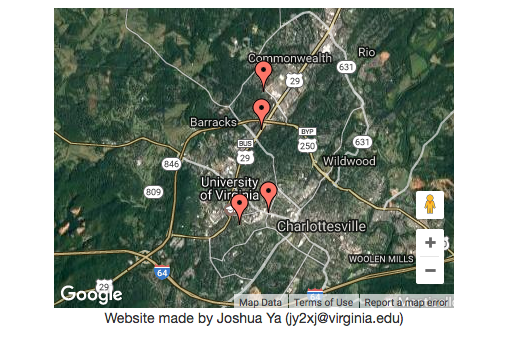 Commonwealth
Rio
29
631
Barracks
BYP
BUS
250
631
29
846
Wildwood
809
University
of Virginia
Charlottesville
WOOLEN MILLS
64
29
64
Google
Map Data
Terms of Use
Report a map error
Website made by Joshua Ya (jy2xj@virginia.edu)